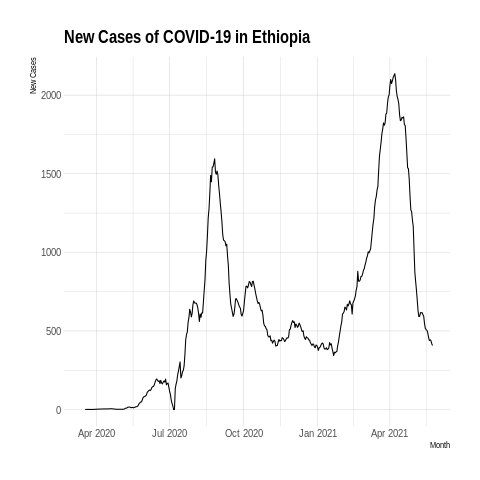 New Cases of COVID-19 in Ethiopia
New Cases
2000
1500
1000
500
0
Apr 2020 Jul 2020 Oct 2020 Jan 2021 Apr 2021
Month